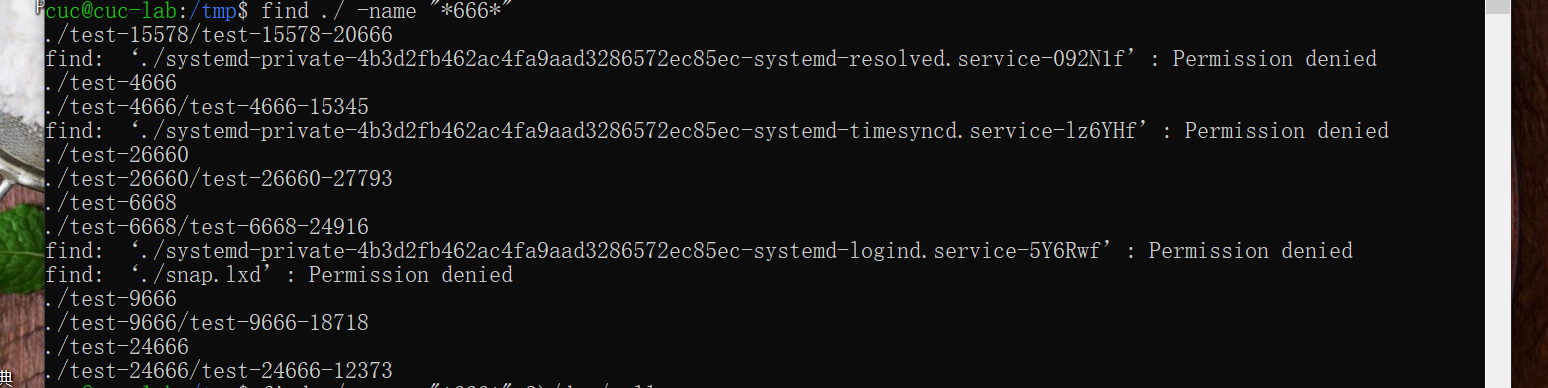 cuc@cuc-lab:/tmp$ find ./ -name "*666*"
./test-15578/test-15578-20666
find: ‘./systemd-private-4b3d2fb462ac4fa9aad3286572ec85ec-systemd-resolved.service-092N1f’: Permission denied
./test-4666
./test-4666/test-4666-15345
find: ‘./systemd-private-4b3d2fb462ac4fa9aad3286572ec85ec-systemd-timesyncd.service-lz6YHf’: Permission denied
./test-26660
./test-26660/test-26660-27793
./test-6668
./test-6668/test-6668-24916
find: ‘./systemd-private-4b3d2fb462ac4fa9aad3286572ec85ec-systemd-logind.service-5Y6Rwf’: Permission denied
find: ‘./snap.lxd’: Permission denied
./test-9666
./test-9666/test-9666-18718
./test-24666
./test-24666/test-24666-12373
典